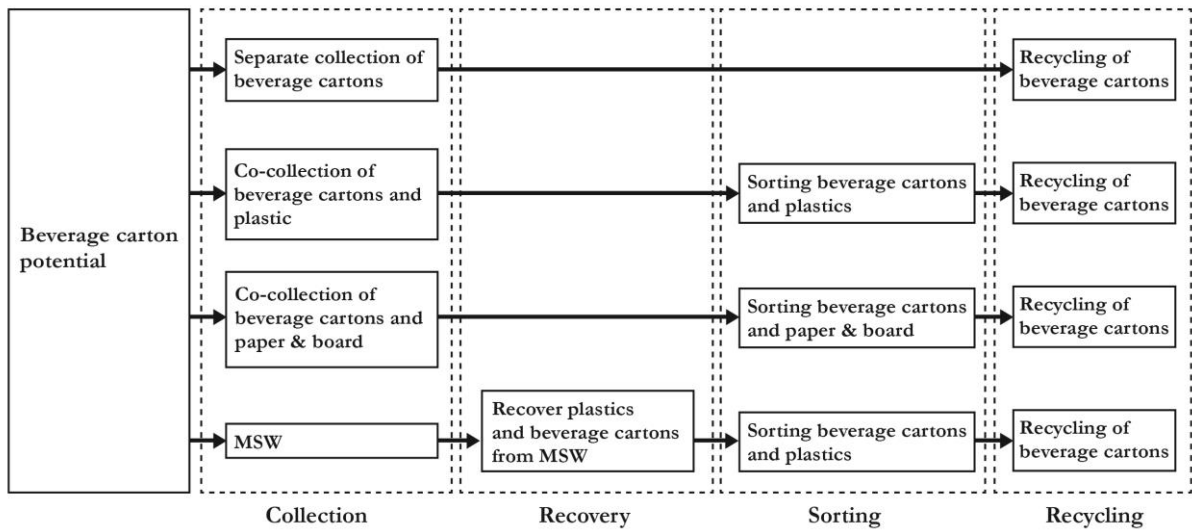 Beverage carton
potential
Separate collection of
beverage cartons
Recycling of
beverage cartons
Co-collection of
beverage cartons and
plastic
Sorting beverage cartons
and plastics
Recycling of
beverage cartons
Co-collection of
beverage cartons and
paper & board
Sorting beverage cartons
and paper & board
Recycling of
beverage cartons
MSW
Recover plastics
and beverage cartons
from MSW
Sorting beverage cartons
and plastics
Recycling of
beverage cartons
Collection
Recovery
Sorting
Recycling